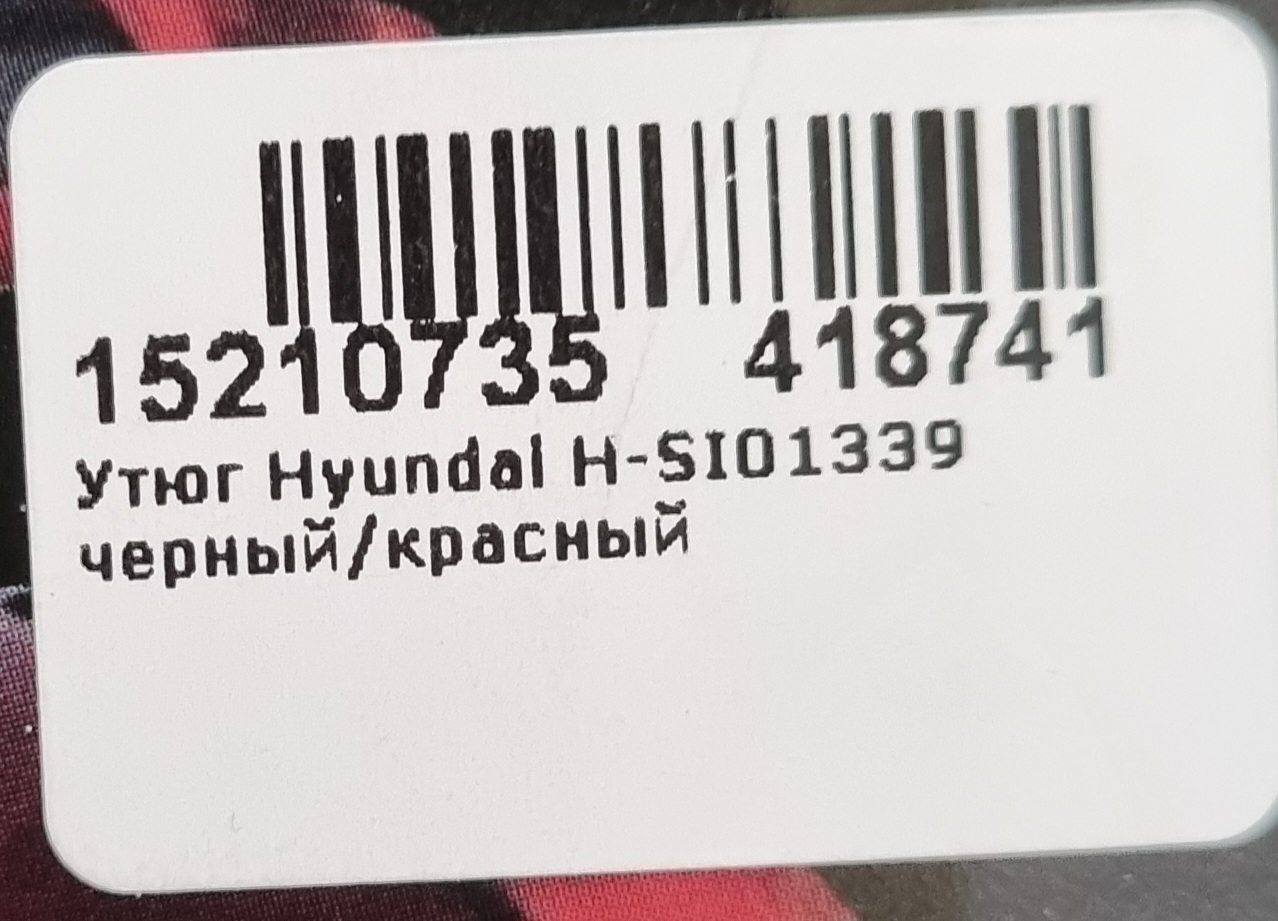 15210735 418741
Утюг Hyundai H-SI01339
черный/красный